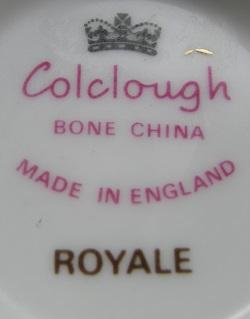 Colclough
BONE CHINA
MADE IN ENGLAND
ROYALE